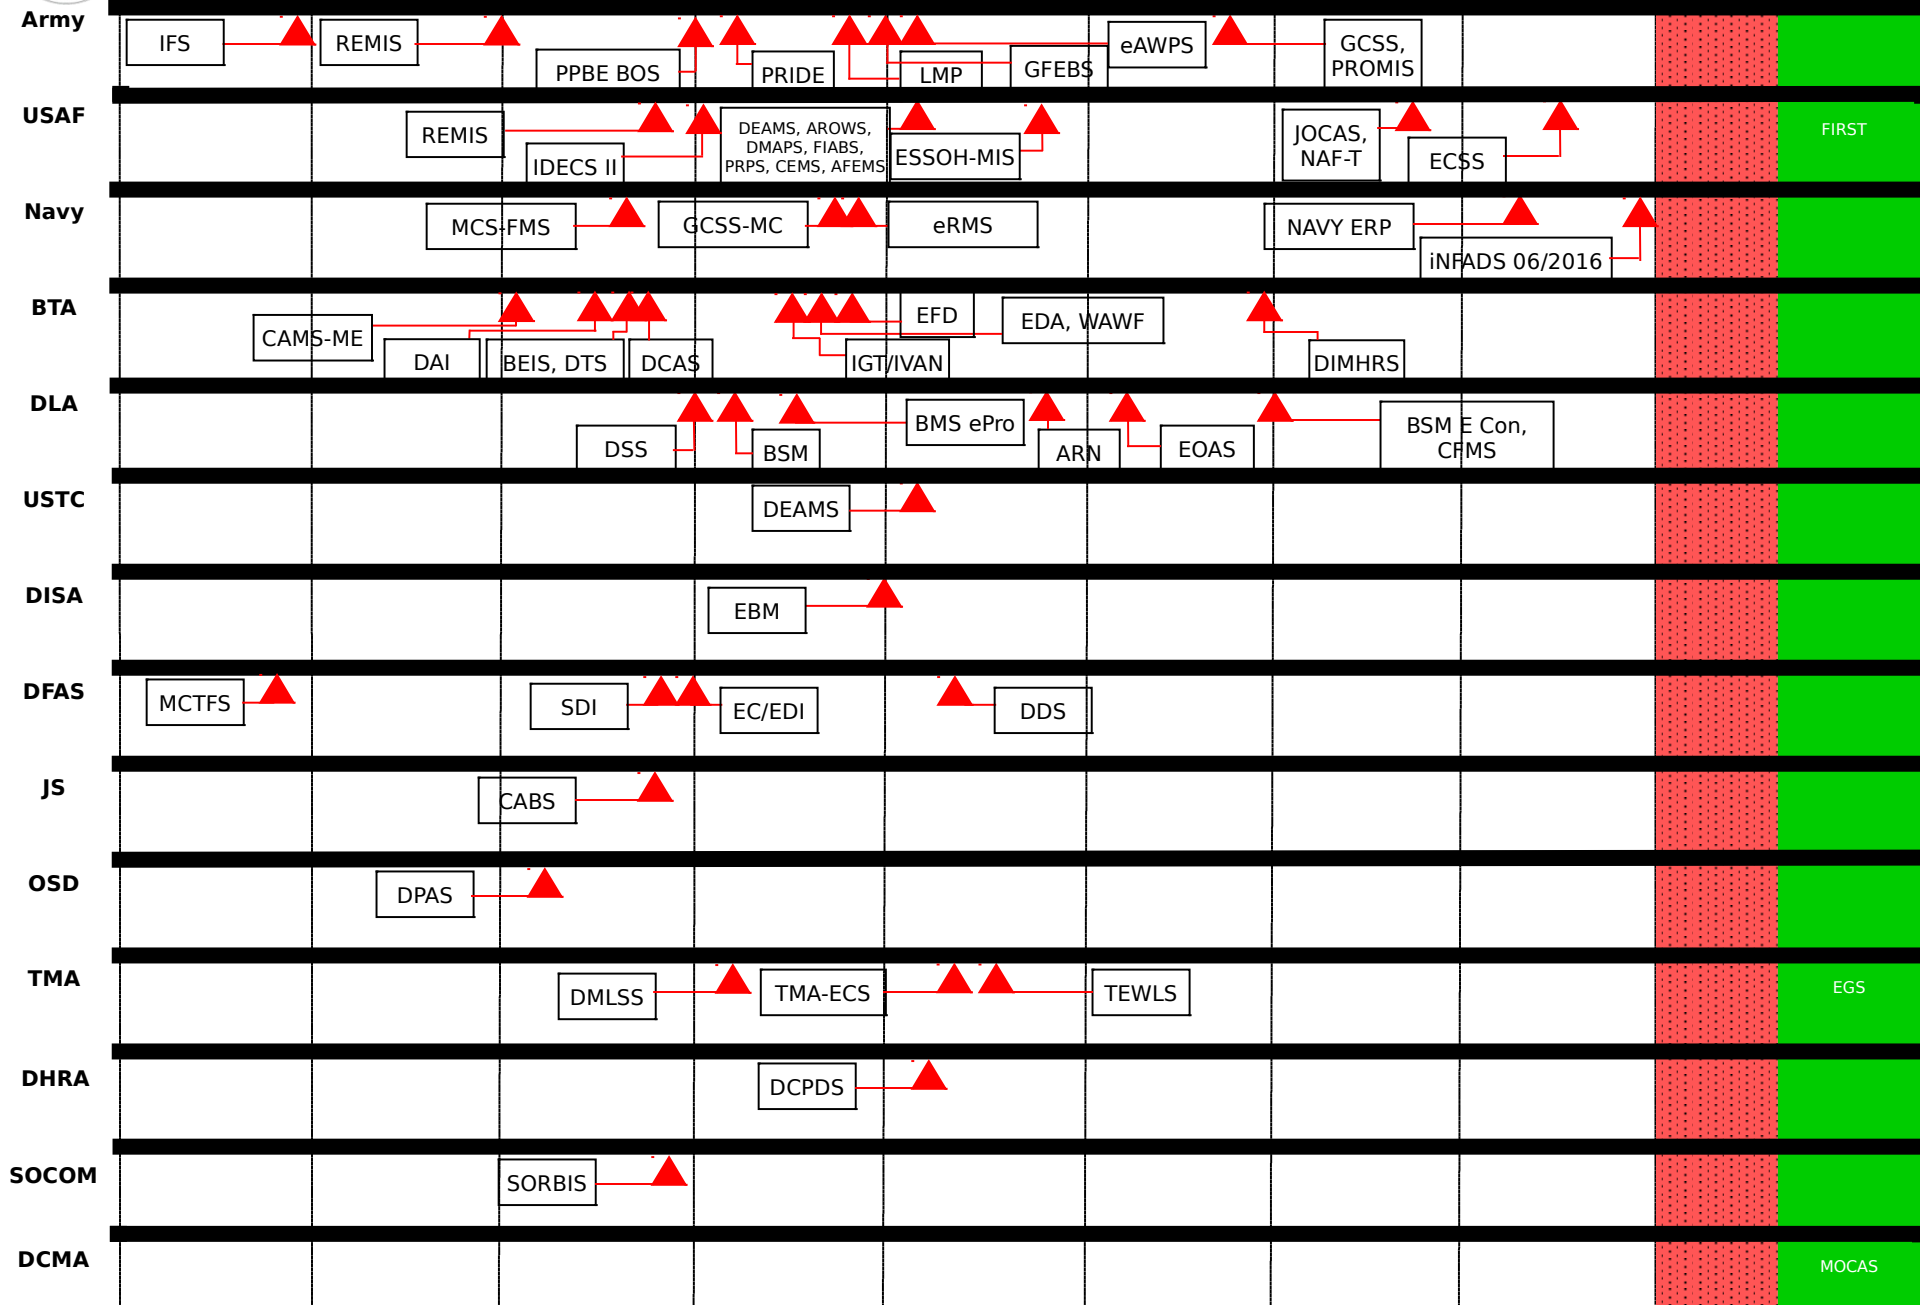 Army
IFS
REMIS
PPBE BOS
PRIDE
LMP
GFEBS
eAWPS
GCSS,
PROMIS
USAF
REMIS
IDECS II
DEAMS, AROWS,
DMAPS, FIABS,
PRPS, CEMS, AFEMS
ESSOH-MIS
JOCAS,
NAF-T
ECSS
FIRST
Navy
MCS-FMS
GCSS-MC
eRMS
NAVY ERP
iNFADS 06/2016
BTA
CAMS-ME
DAI
BEIS, DTS
DCAS
IGT/IVAN
EFD
EDA, WAWF
DIMHRS
DLA
DSS
BSM
BMS ePro
ARN
EOAS
BSM E Con,
CFMS
USTC
DEAMS
DISA
EBM
DFAS
MCTFS
SDI
EC/EDI
DDS
JS
CABS
OSD
DPAS
TMA
DMLSS
TMA-ECS
TEWLS
EGS
DHRA
DCPDS
SOCOM
SORBIS
DCMA
MOCAS